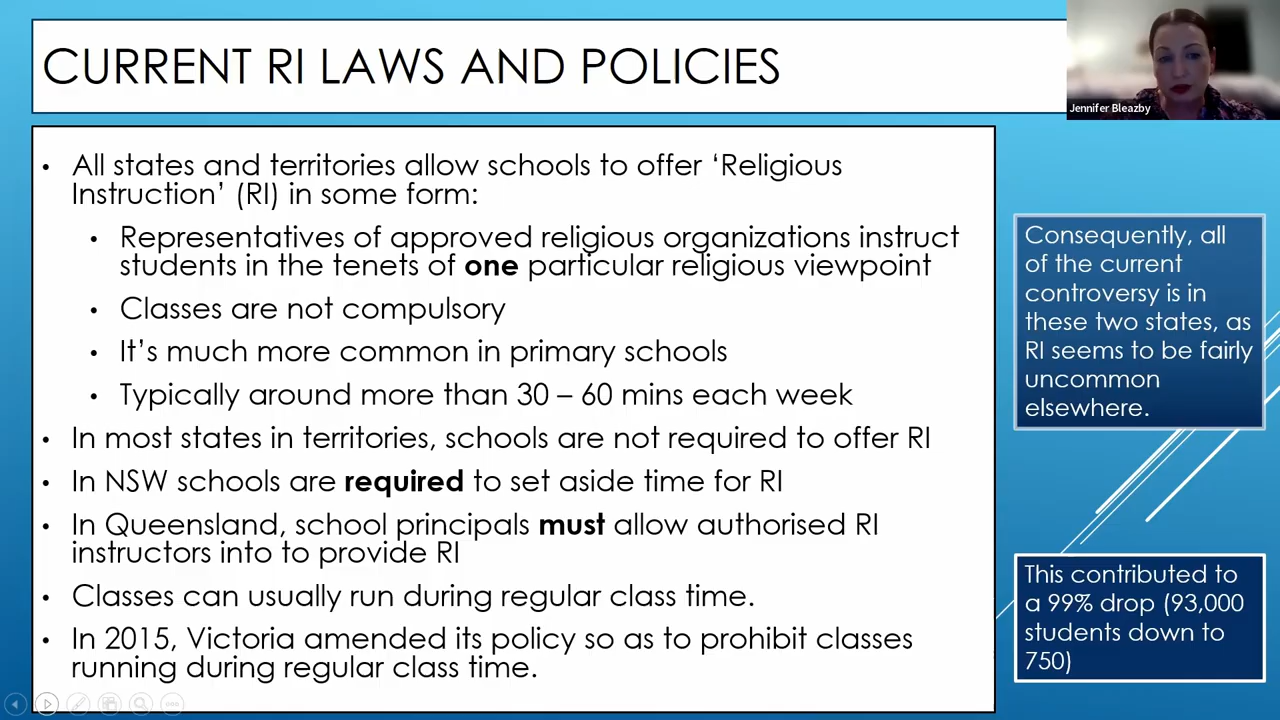 CURRENT RI LAWS AND POLICIES
Jennifer Bleazby
• All states and territories allow schools to offer ‘Religious
Instruction’ (RI) in some form:
• Representatives of approved religious organizations instruct
students in the tenets of one particular religious viewpoint
• Classes are not compulsory
• It’s much more common in primary schools
• Typically around more than 30 – 60 mins each week
• In most states in territories, schools are not required to offer RI
• In NSW schools are required to set aside time for RI
• In Queensland, school principals must allow authorised RI
instructors into to provide RI
• Classes can usually run during regular class time.
• In 2015, Victoria amended its policy so as to prohibit classes
running during regular class time.
Consequently, all
of the current
controversy is in
these two states, as
RI seems to be fairly
uncommon
elsewhere.
This contributed to
a 99% drop (93,000
students down to
750)